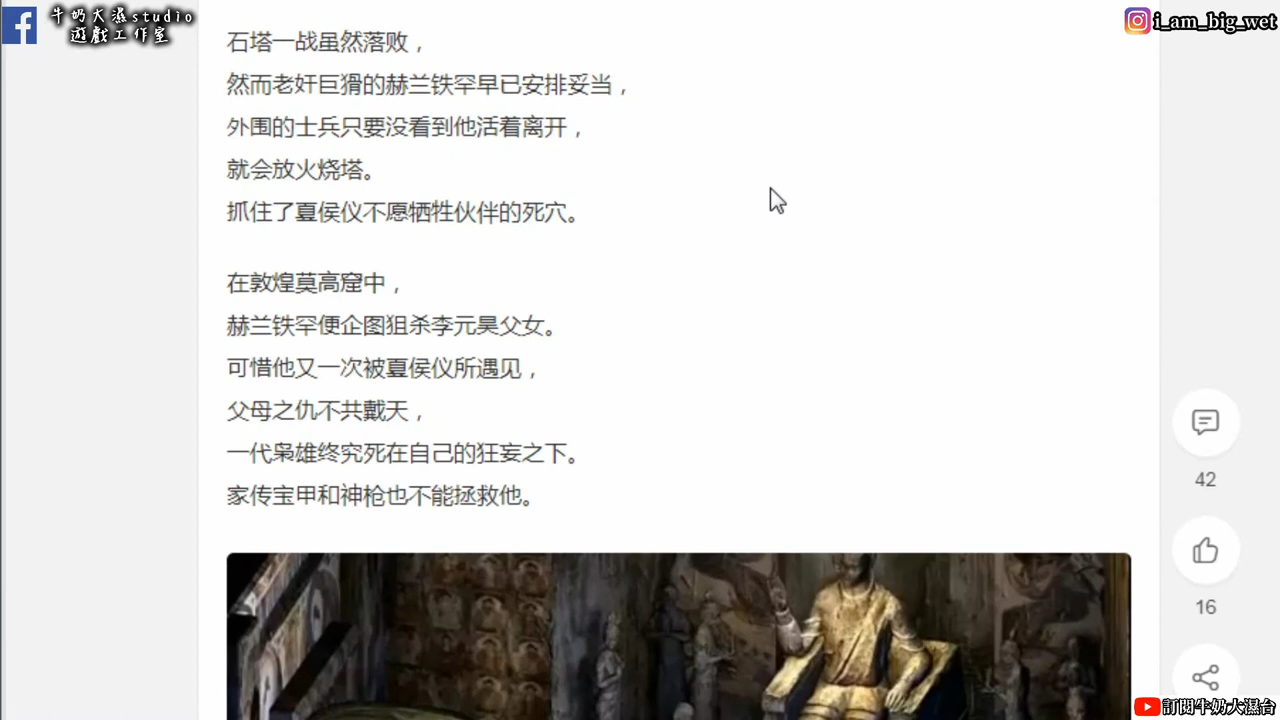 牛奶大濕studio
遊戲工作室
i_am_big_wet
石塔一战虽然落败，
然而老奸巨猾的赫兰铁罕早已安排妥当，
外围的士兵只要没看到他活着离开，
就会放火烧塔。
抓住了夏侯仪不愿牺牲伙伴的死穴。
在敦煌莫高窟中，
赫兰铁罕便企图狙杀李元昊父女。
可惜他又一次被夏侯仪所遇见，
父母之仇不共戴天，
一代枭雄终究死在自己的狂妄之下。
家传宝甲和神枪也不能拯救他。
42
16
訂閱牛奶大濕台